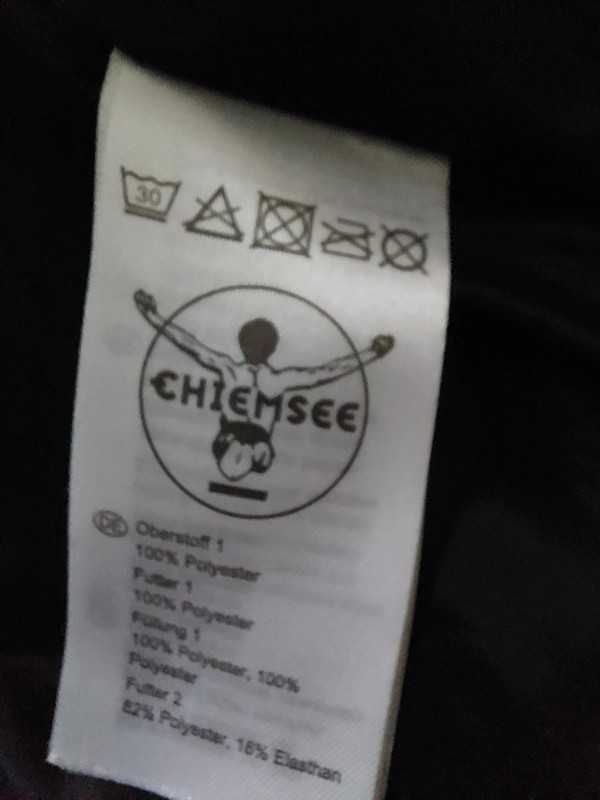 30
CHIEMSEE
DE Oberstoff 1
100% Polyester
Futter 1
100% Polyester
Füllung 1
100% Polyester, 100%
Polyester
Futter 2
82% Polyester, 18% Elasthan